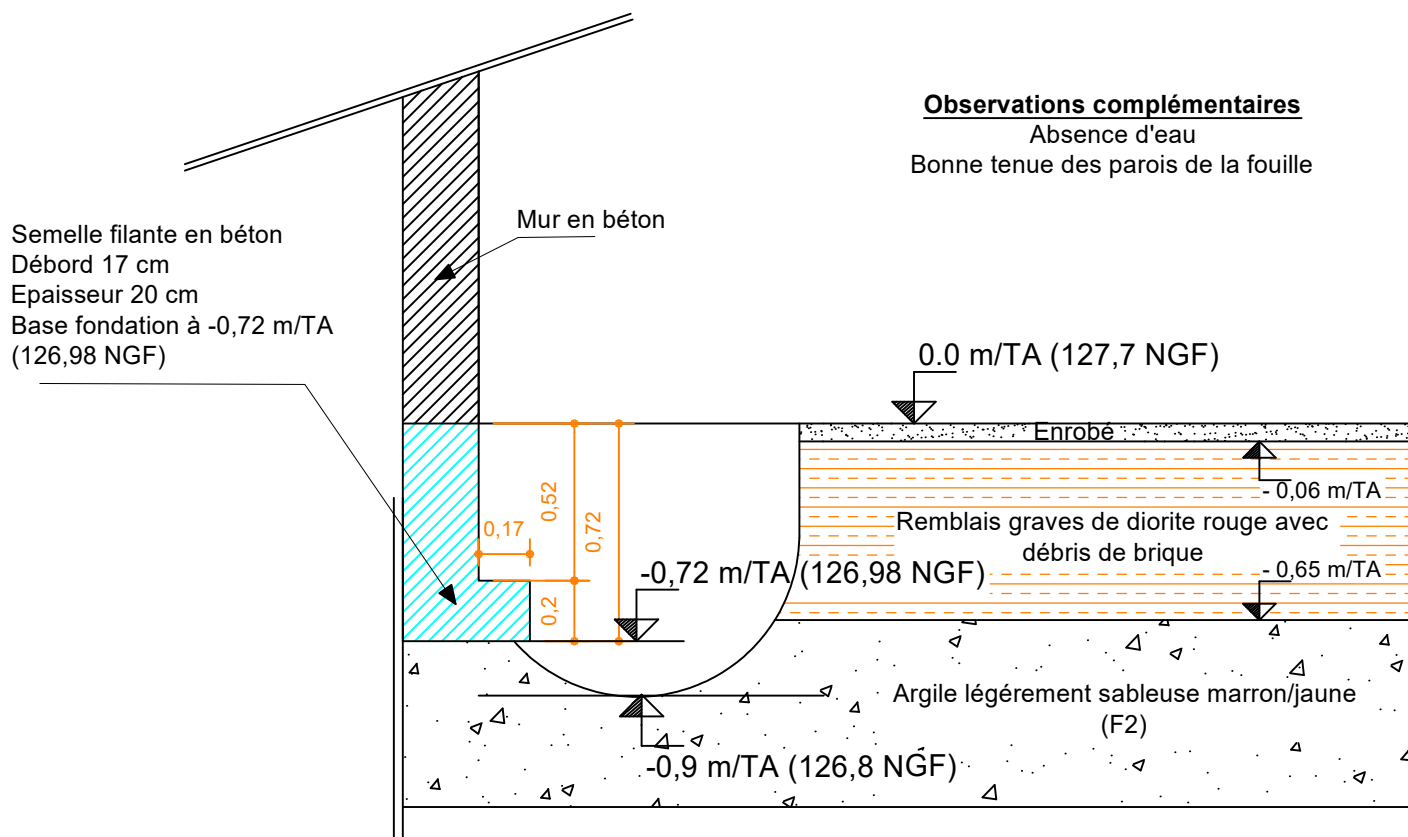 Observations complémentaires
Absence d'eau
Bonne tenue des parois de la fouille
Mur en béton
Semelle filante en béton
Débord 17 cm
Epaisseur 20 cm
Base fondation à -0,72 m/TA
(126,98 NGF)
0.0 m/TA (127,7 NGF)
Enrobé
- 0,06 m/TA
0,52
0,72
0,17
0,2
Remblais graves de diorite rouge avec
débris de brique
- 0,65 m/TA
-0,72 m/TA (126,98 NGF)
Argile légérement sableuse marron/jaune
(F2)
-0,9 m/TA (126,8 NGF)